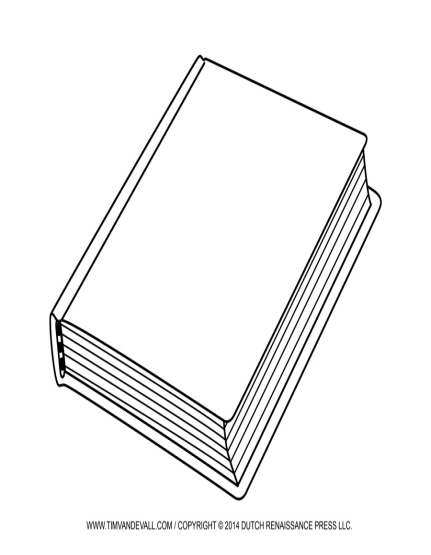 WWW.TIMVANDEVALL.COM / COPYRIGHT © 2014 DUTCH RENAISSANCE PRESS LLC.